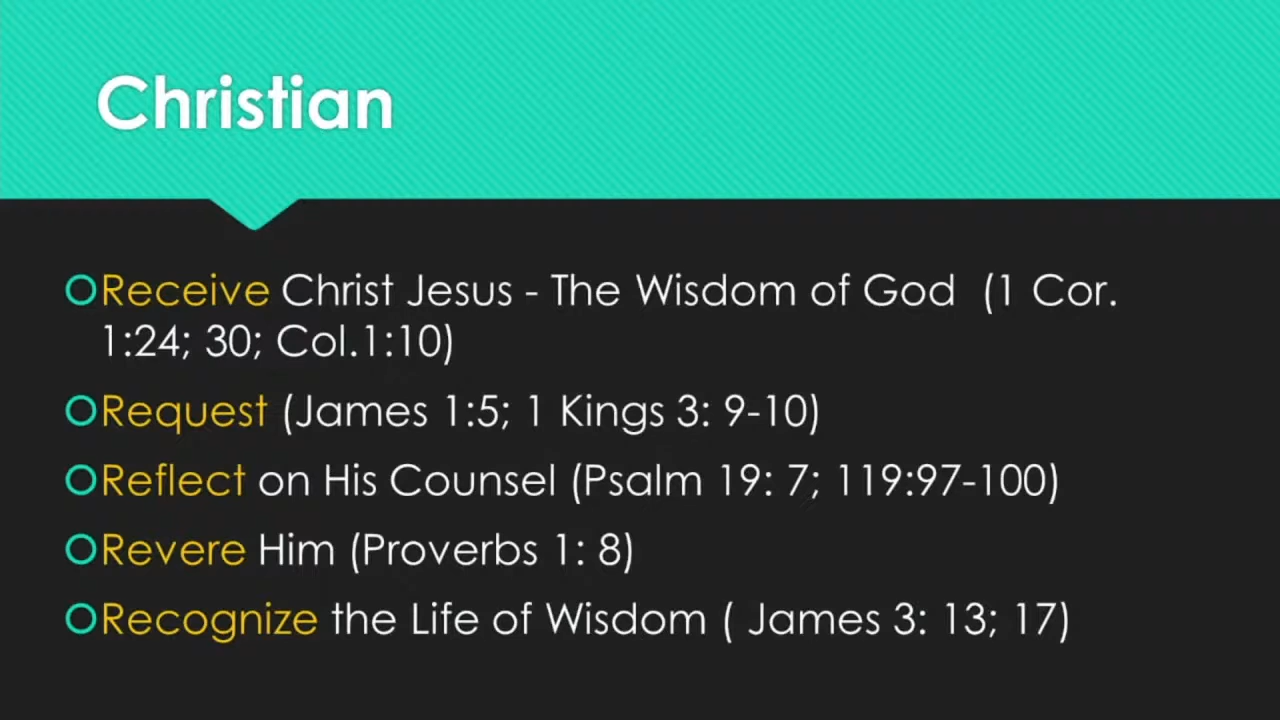 Christian
Receive Christ Jesus - The Wisdom of God (1 Cor.
1:24; 30; Col.1:10)
Request (James 1:5; 1 Kings 3: 9-10)
Reflect on His Counsel (Psalm 19: 7; 119:97-100)
Revere Him (Proverbs 1: 8)
Recognize the Life of Wisdom ( James 3: 13; 17)